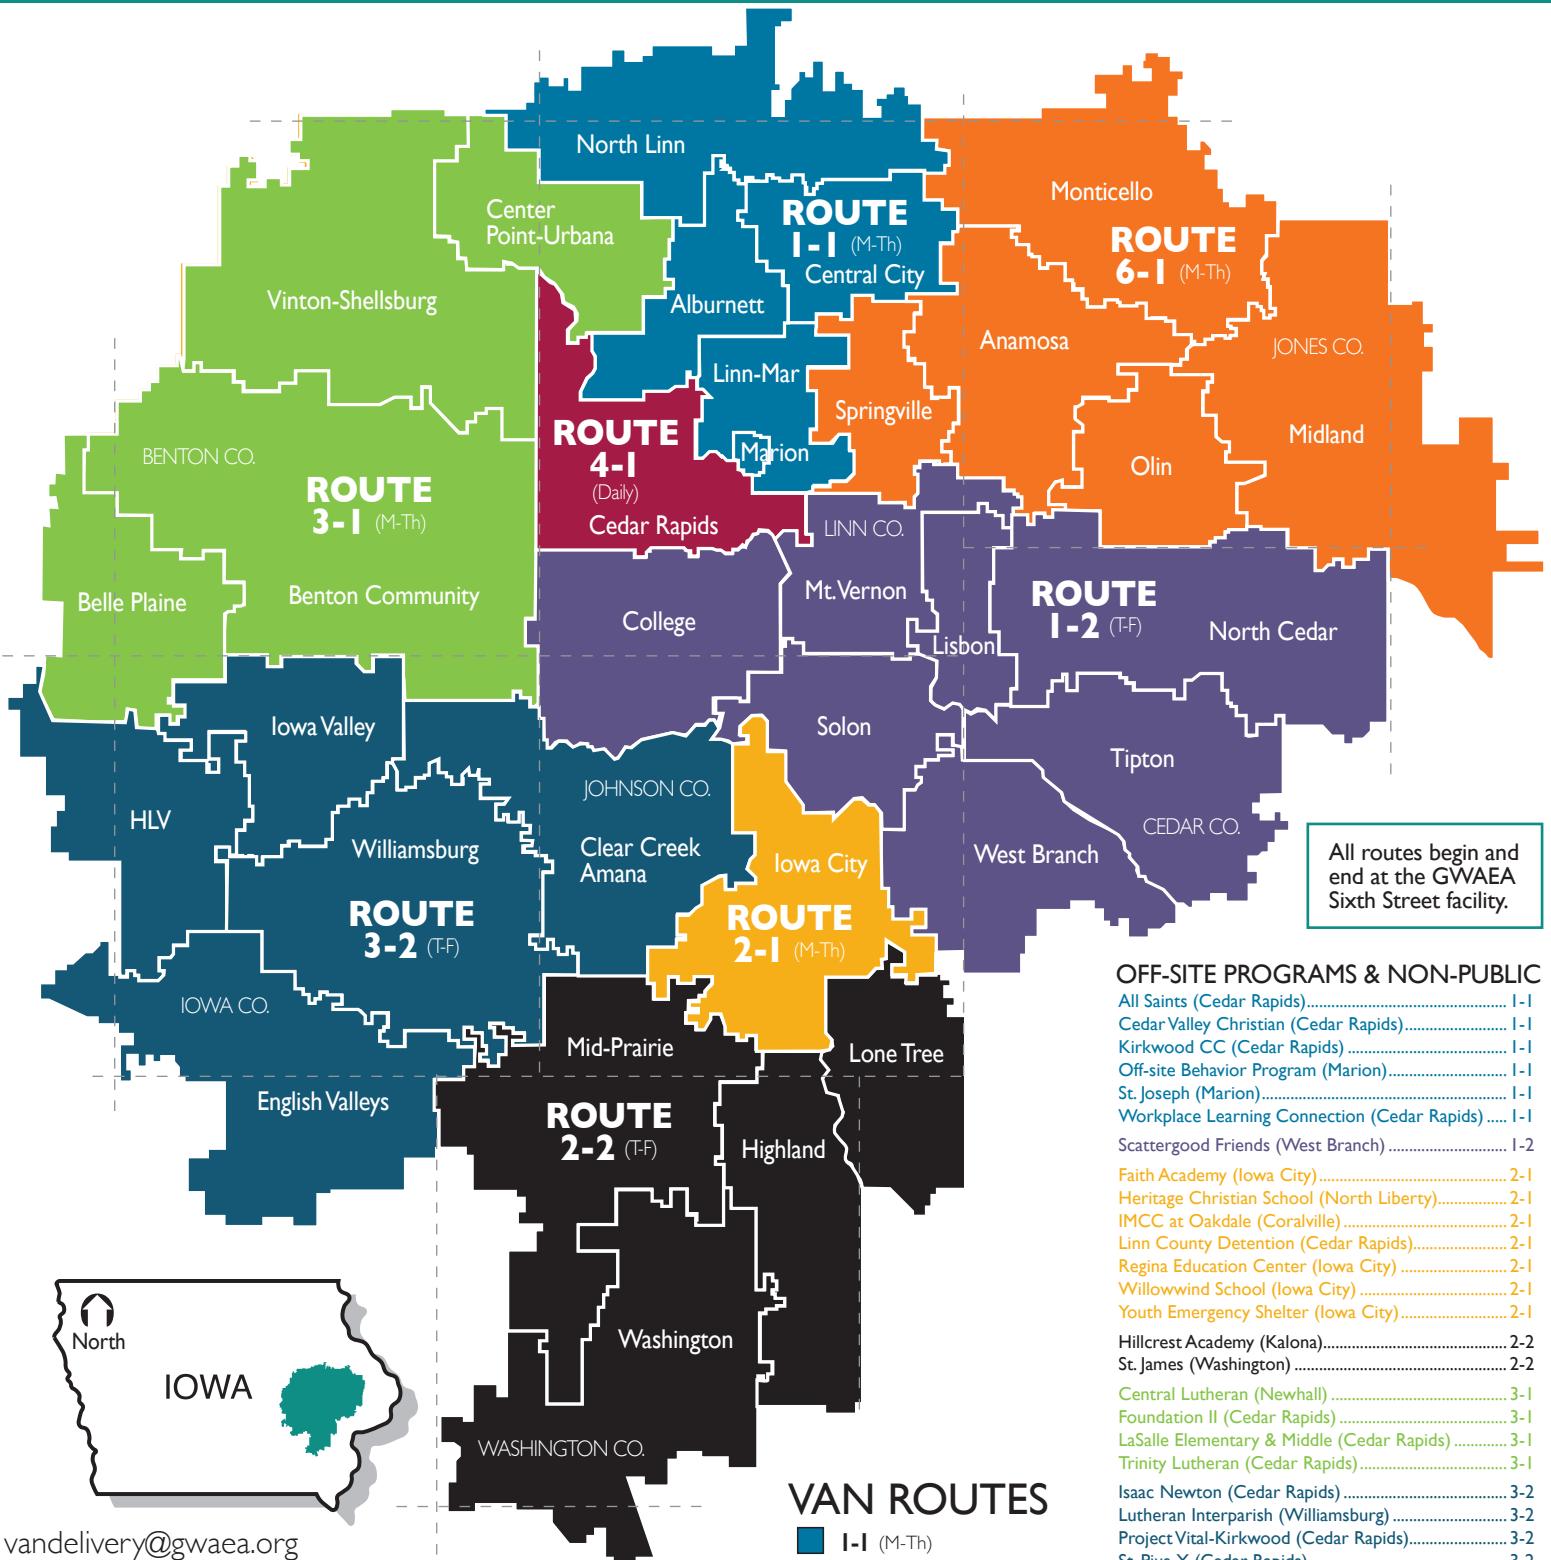 North Linn
Monticello
Center
Point-Urbana
ROUTE
1-1 (M-Th)
Central City
ROUTE
6-1 (M-Th)
Vinton-Shellsburg
Alburnett
Anamosa
JONES CO.
Linn-Mar
Springville
Midland
ROUTE
4-1
(Daily)
Cedar Rapids
Marion
Olin
BENTON CO.
ROUTE
3-1 (M-Th)
LINN CO.
Belle Plaine
Benton Community
College
Mt. Vernon
Lisbon
ROUTE
1-2 (T-F)
North Cedar
Iowa Valley
Solon
Tipton
JOHNSON CO.
HLV
Williamsburg
Clear Creek
Amana
Iowa City
West Branch
CEDAR CO.
All routes begin and
end at the GWAEA
Sixth Street facility.
ROUTE
3-2 (T-F)
ROUTE
2-1 (M-Th)
IOWA CO.
Mid-Prairie
Lone Tree
English Valleys
ROUTE
2-2 (T-F)
Highland
Washington
WASHINGTON CO.
North
IOWA
vandelivery@gwaea.org
VAN ROUTES
1-1 (M-Th)
OFF-SITE PROGRAMS & NON-PUBLIC
All Saints (Cedar Rapids)................................................ 1-1
Cedar Valley Christian (Cedar Rapids)........................ 1-1
Kirkwood CC (Cedar Rapids) ...................................... 1-1
Off-site Behavior Program (Marion)............................ 1-1
St. Joseph (Marion)........................................................... 1-1
Workplace Learning Connection (Cedar Rapids) ..... 1-1
Scattergood Friends (West Branch) ............................ 1-2
Faith Academy (Iowa City)............................................. 2-1
Heritage Christian School (North Liberty)................ 2-1
IMCC at Oakdale (Coralville) ....................................... 2-1
Linn County Detention (Cedar Rapids)...................... 2-1
Regina Education Center (Iowa City) ......................... 2-1
Willowwind School (Iowa City) ................................... 2-1
Youth Emergency Shelter (Iowa City)......................... 2-1
Hillcrest Academy (Kalona)............................................ 2-2
St. James (Washington) ................................................... 2-2
Central Lutheran (Newhall) .......................................... 3-1
Foundation II (Cedar Rapids) ........................................ 3-1
LaSalle Elementary & Middle (Cedar Rapids) ............ 3-1
Trinity Lutheran (Cedar Rapids)................................... 3-1
Isaac Newton (Cedar Rapids) ....................................... 3-2
Lutheran Interparish (Williamsburg) ........................... 3-2
Project Vital-Kirkwood (Cedar Rapids)....................... 3-2
St. Pius X (Cedar Rapids)................................................ 3-2